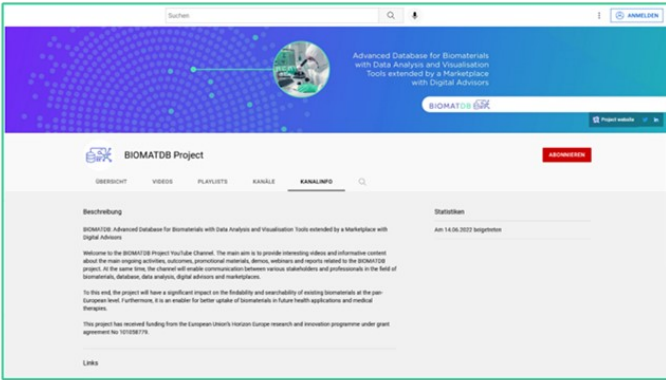 Suchen
ANMELDEN
Advanced Database for Biomaterials
with Data Analysis and Visualisation
Tools extended by a Marketplace
with Digital Advisors
BIOMATDB
Project website
BIOMATDB Project
ABONNIEREN
ÜBERSICHT VIDEOS PLAYLISTS KANÄLE KANALINFO
Beschreibung
BIOMATDB: Advanced Database for Biomaterials with Data Analysis and Visualisation Tools extended by a Marketplace with
Digital Advisors
Welcome to the BIOMATDB Project YouTube Channel. The main aim is to provide interesting videos and informative content
about the main ongoing activities, outcomes, promotional materials, demos, webinars and reports related to the BIOMATDB
project. At the same time, the channel will enable communication between various stakeholders and professionals in the field of
biomaterials, database, data analysis, digital advisors and marketplaces.
To this end, the project will have a significant impact on the findability and searchability of existing biomaterials at the pan-
European level. Furthermore, it is an enabler for better uptake of biomaterials in future health applications and medical
therapies.
This project has received funding from the European Union's Horizon Europe research and innovation programme under grant
agreement No 101058779.
Links
Statistiken
Am 14.06.2022 beigetreten